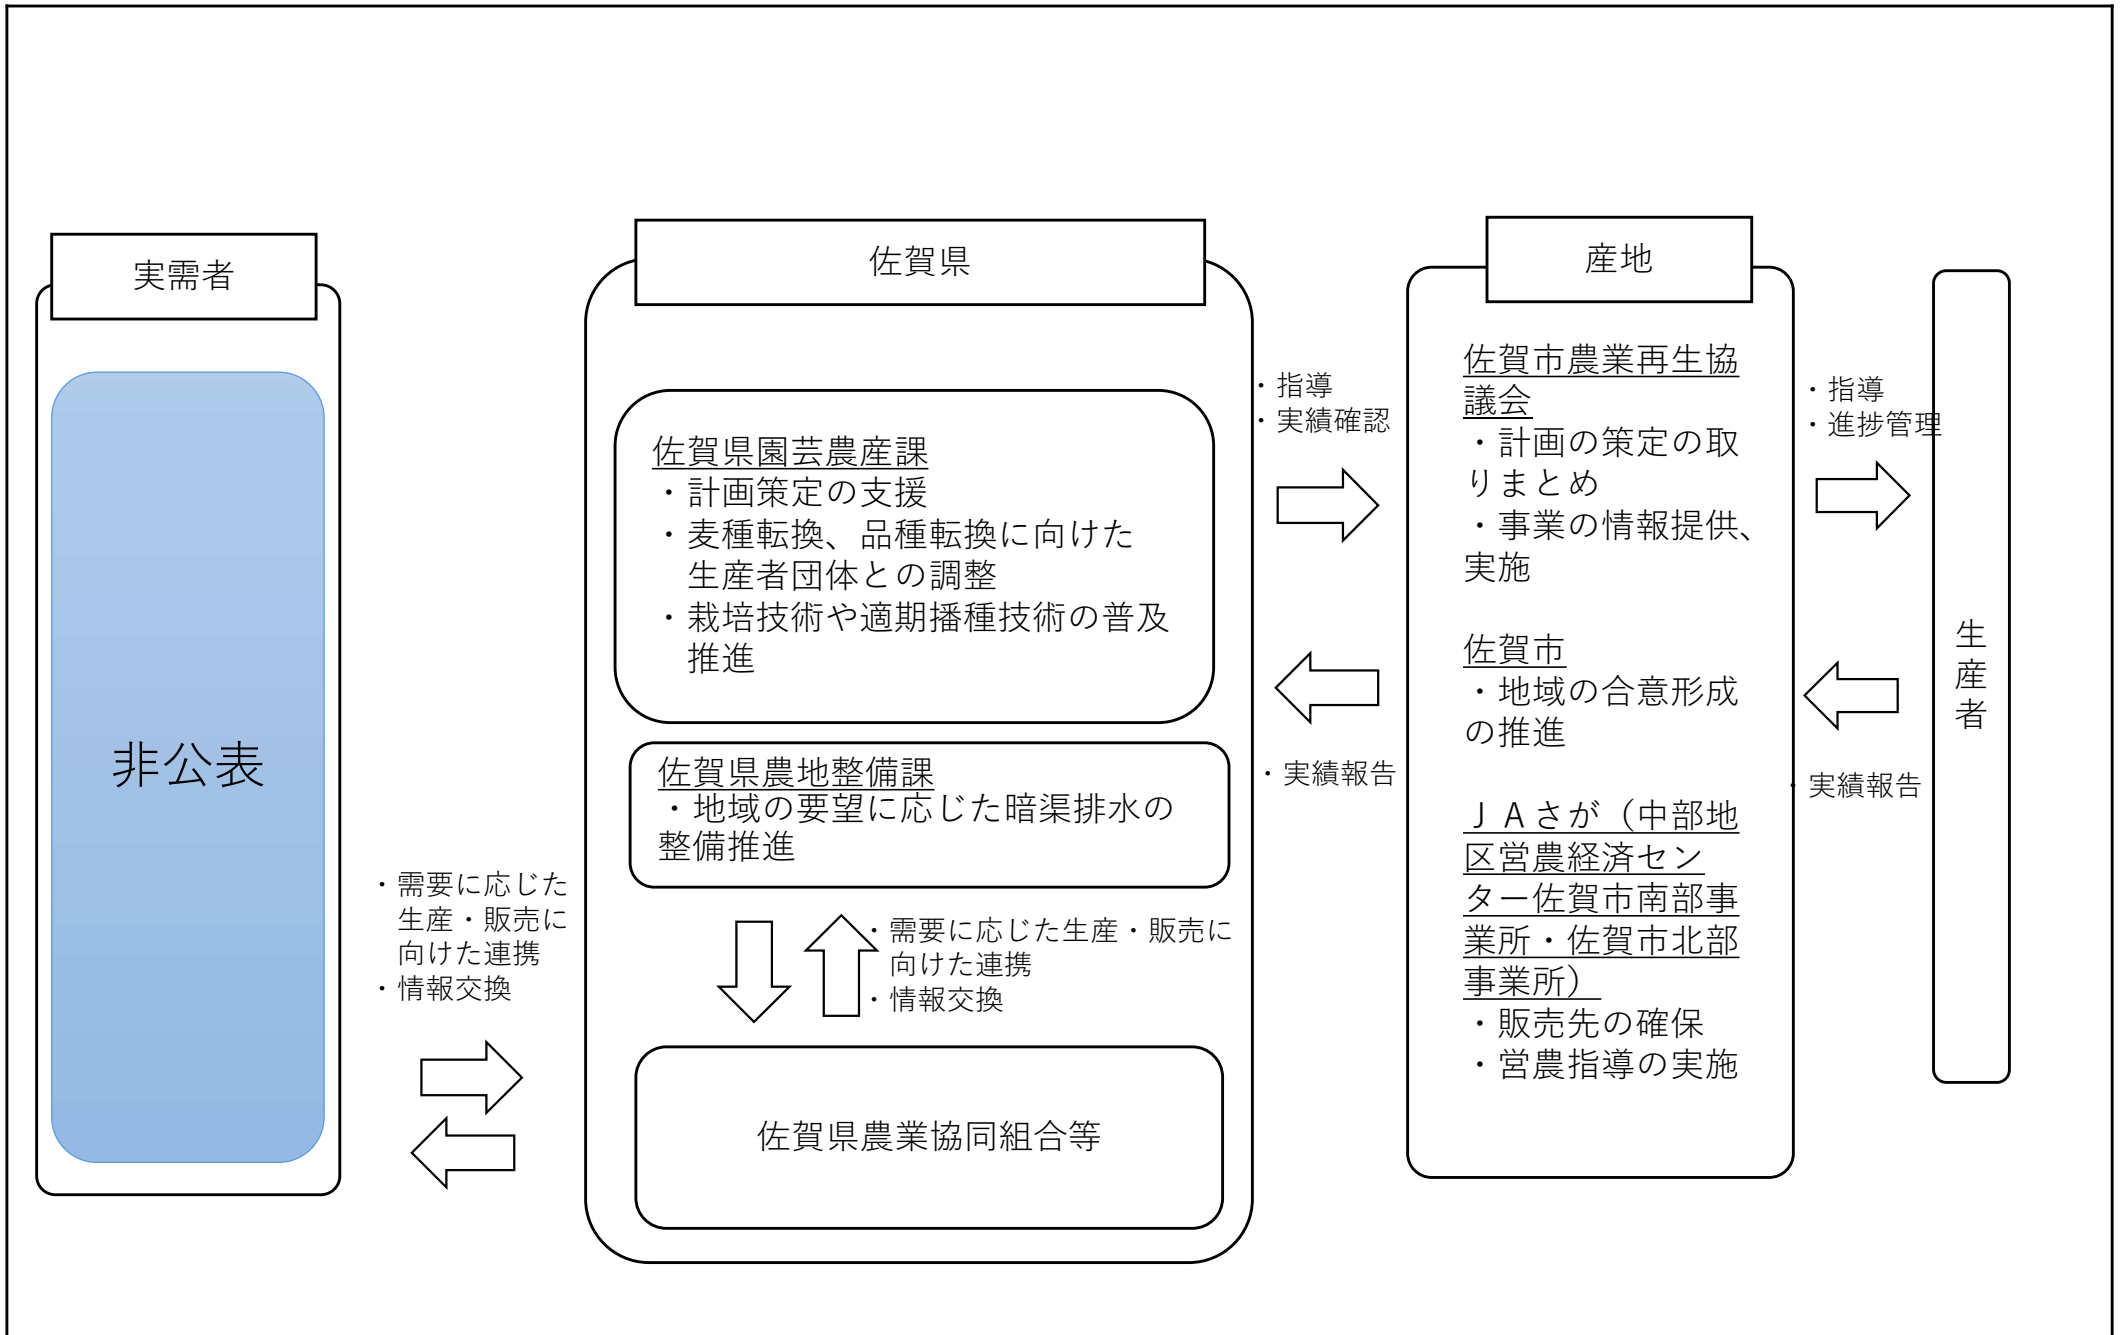 実需者
非公表
・需要に応じた
生産・販売に
向けた連携
・情報交換
佐賀県
佐賀県園芸農産課
・計画策定の支援
・麦種転換、品種転換に向けた
生産者団体との調整
・栽培技術や適期播種技術の普及
推進
佐賀県農地整備課
・地域の要望に応じた暗渠排水の
整備推進
・需要に応じた生産・販売に
向けた連携
・情報交換
佐賀県農業協同組合等
・指導
・実績確認
・実績報告
産地
佐賀市農業再生協
議会
・計画の策定の取
りまとめ
・事業の情報提供、
実施
佐賀市
・地域の合意形成
の推進
ＪＡさが（中部地
区営農経済セン
ター佐賀市南部事
業所・佐賀市北部
事業所）
・販売先の確保
・営農指導の実施
・指導
・進捗管理
・実績報告
生産者